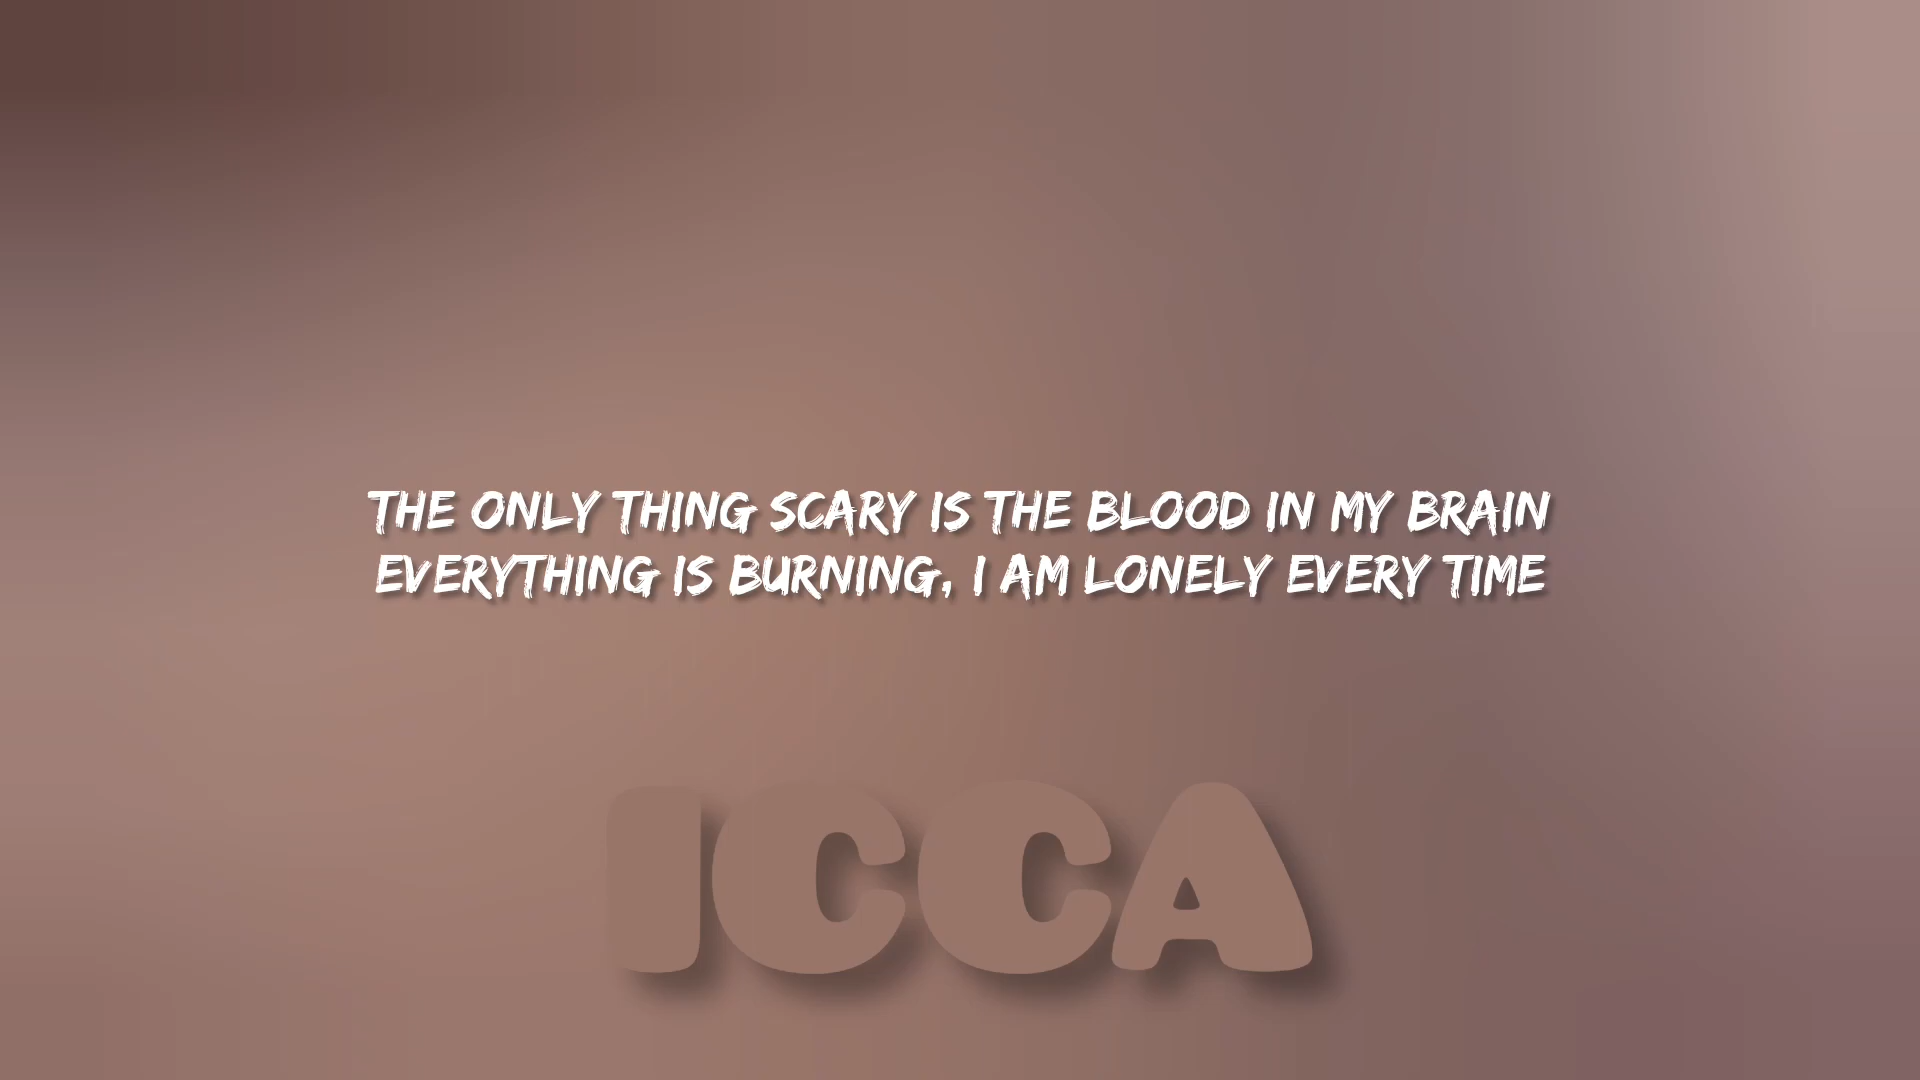 THE ONLY THING SCARY IS THE BLOOD IN MY BRAIN
EVERYTHING IS BURNING, I AM LONELY EVERY TIME
ICCA